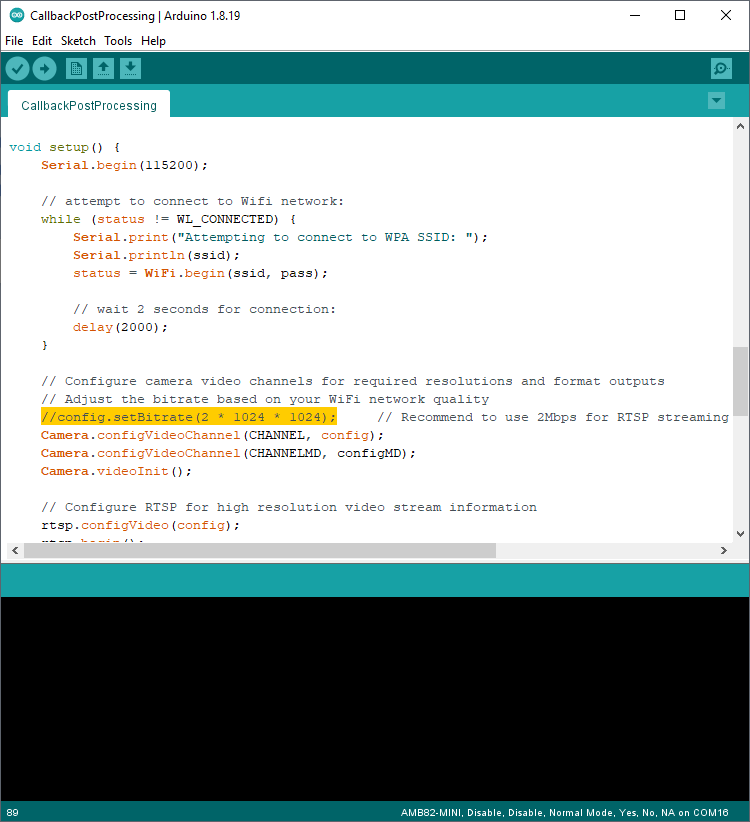 CallbackPostProcessing | Arduino 1.8.19
File Edit Sketch Tools Help
CallbackPostProcessing
void setup() {
    Serial.begin(115200);
    // attempt to connect to Wifi network:
    while (status != WL_CONNECTED) {
        Serial.print("Attempting to connect to WPA SSID: ");
        Serial.println(ssid);
        status = WiFi.begin(ssid, pass);
        // wait 2 seconds for connection:
        delay(2000);
    }
    // Configure camera video channels for required resolutions and format outputs
    // Adjust the bitrate based on your WiFi network quality
    //config.setBitrate(2 * 1024 * 1024);     // Recommend to use 2Mbps for RTSP streaming
    Camera.configVideoChannel(CHANNEL, config);
    Camera.configVideoChannel(CHANNELMD, configMD);
    Camera.videoInit();
    // Configure RTSP for high resolution video stream information
    rtsp.configVideo(config);
    rtsp.begin();
89 AMB82-MINI, Disable, Disable, Normal Mode, Yes, No, NA on COM16